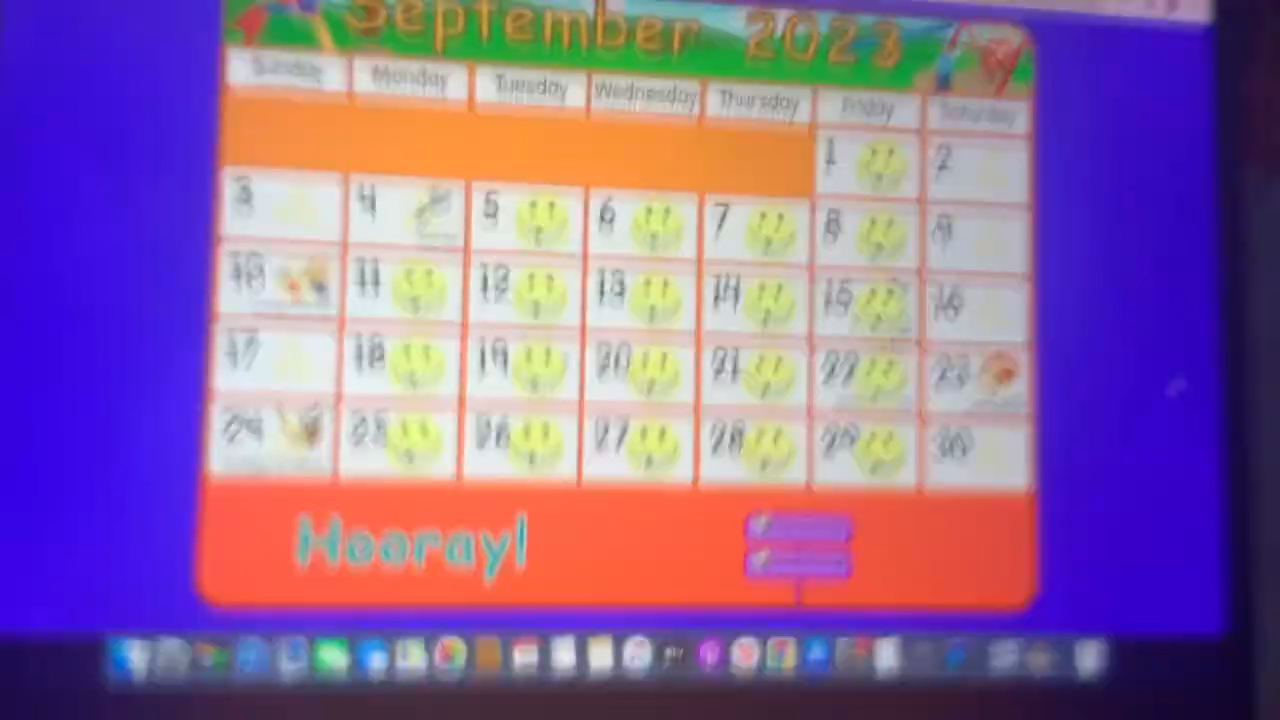 September 2023
Sunday Monday Tuesday Wednesday Thursday Friday Saturday
1 2
3 4 5 6 7 8 9
10 11 12 13 14 15 16
17 18 19 20 21 22 23
24 25 26 27 28 29 30
Hooray!